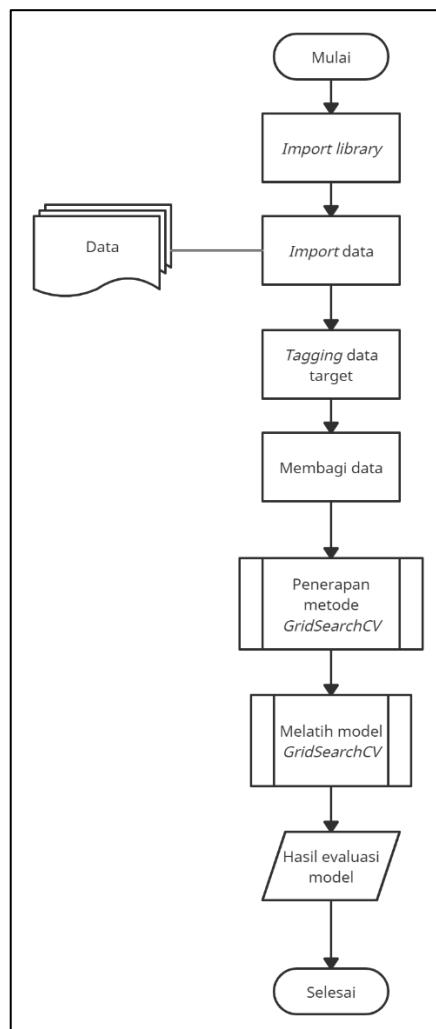 Mulai
Import library
Data
Import data
Tagging data
target
Membagi data
Penerapan
metode
GridSearchCV
Melatih model
GridSearchCV
Hasil evaluasi
model
Selesai